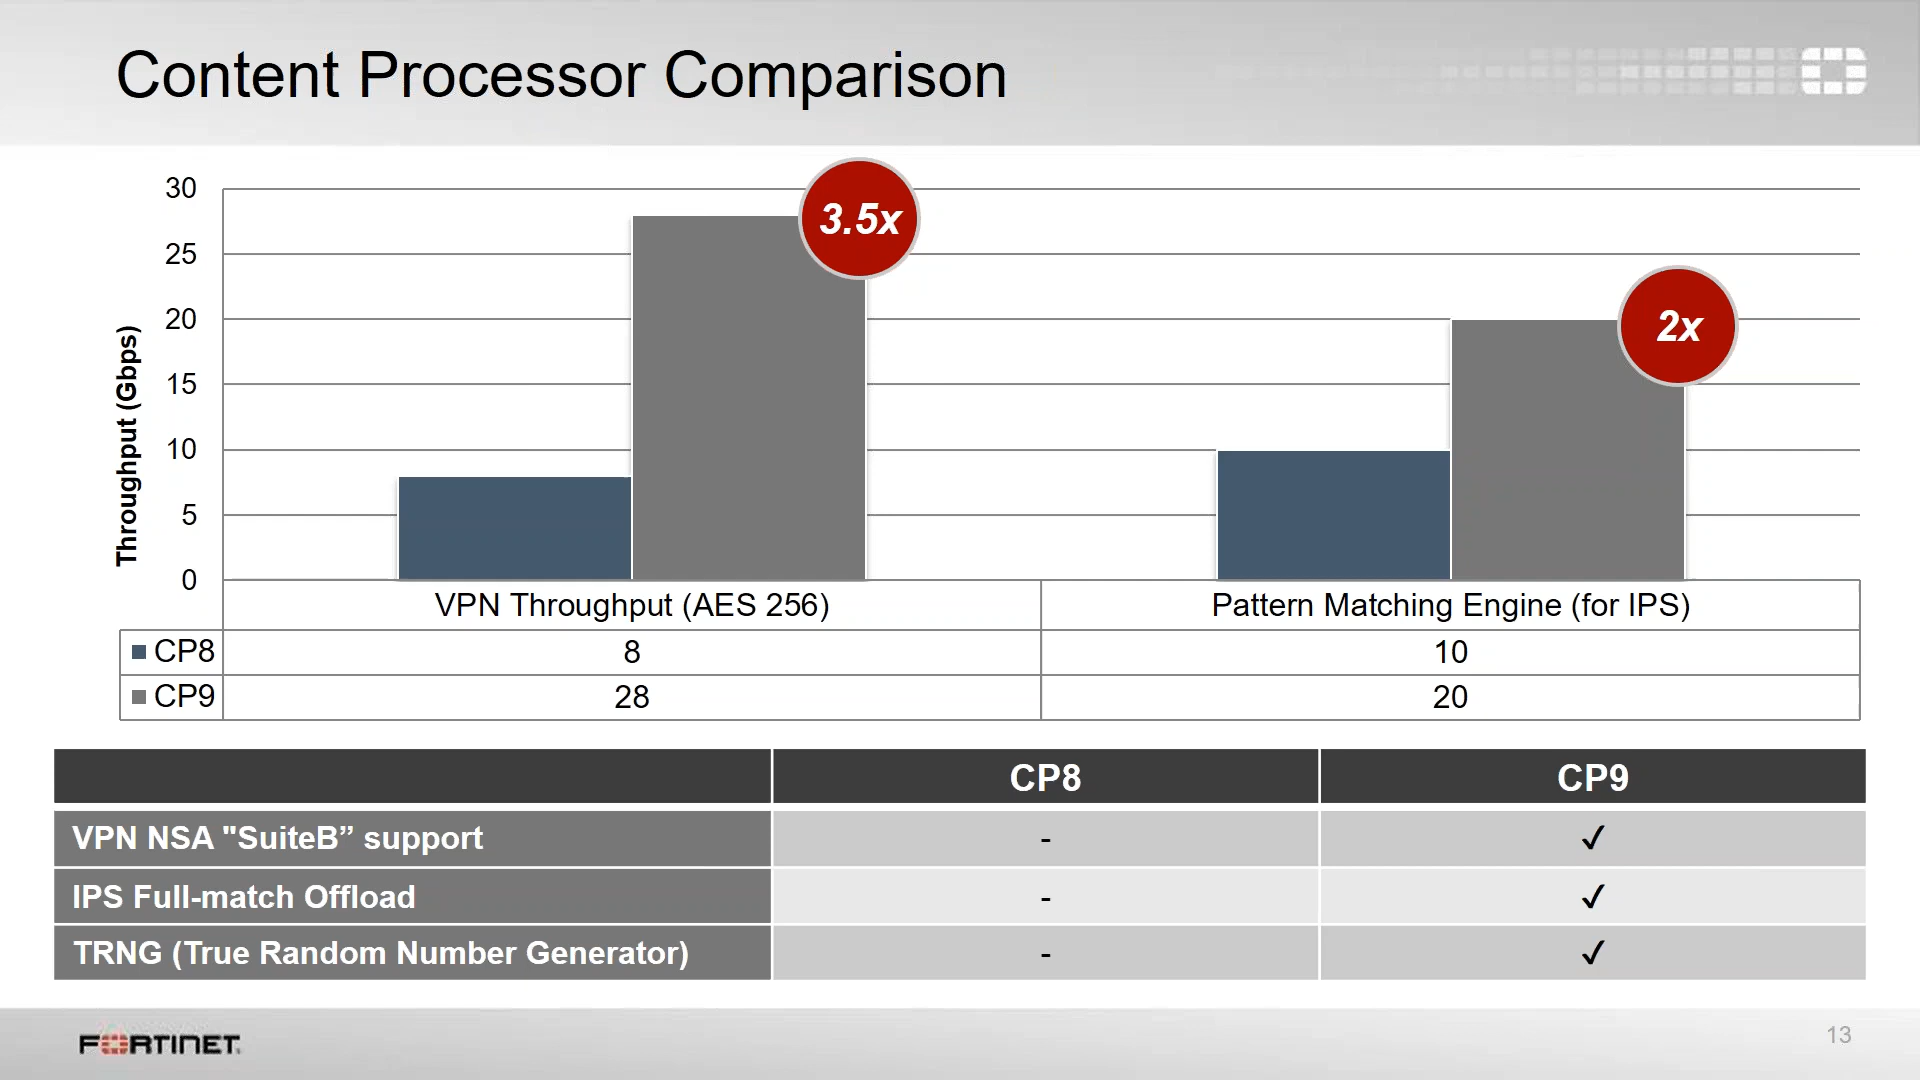 Content Processor Comparison
Throughput (Gbps)
30
25
20
15
10
5
0
3.5x
2x
VPN Throughput (AES 256) Pattern Matching Engine (for IPS)
CP8 8 10
CP9 28 20
CP8 CP9
VPN NSA "SuiteB” support - ✓
IPS Full-match Offload - ✓
TRNG (True Random Number Generator) - ✓
FORTINET
13